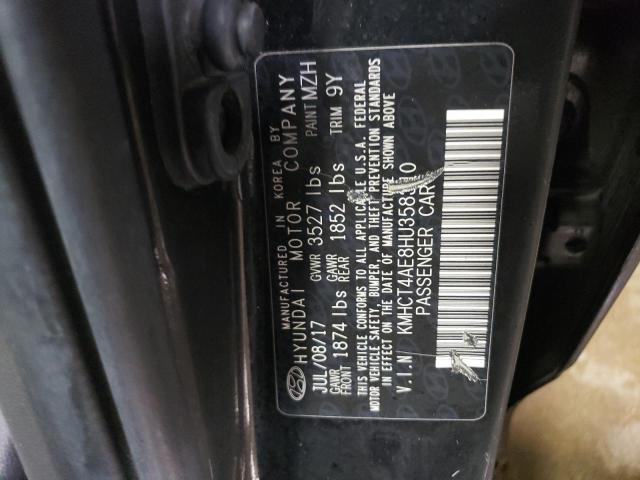 MANUFACTURED IN KOREA BY
HYUNDAI MOTOR COMPANY
JUL/08/17 GVWR 3527 lbs PAINT MZH
GAWR FRONT 1874 lbs GAWR REAR 1852 lbs TRIM 9Y
THIS VEHICLE CONFORMS TO ALL APPLICABLE U.S.A. FEDERAL
MOTOR VEHICLE SAFETY, BUMPER, AND THEFT PREVENTION STANDARDS
IN EFFECT ON THE DATE OF MANUFACTURE SHOWN ABOVE
V.I.N
PASSENGER CAR